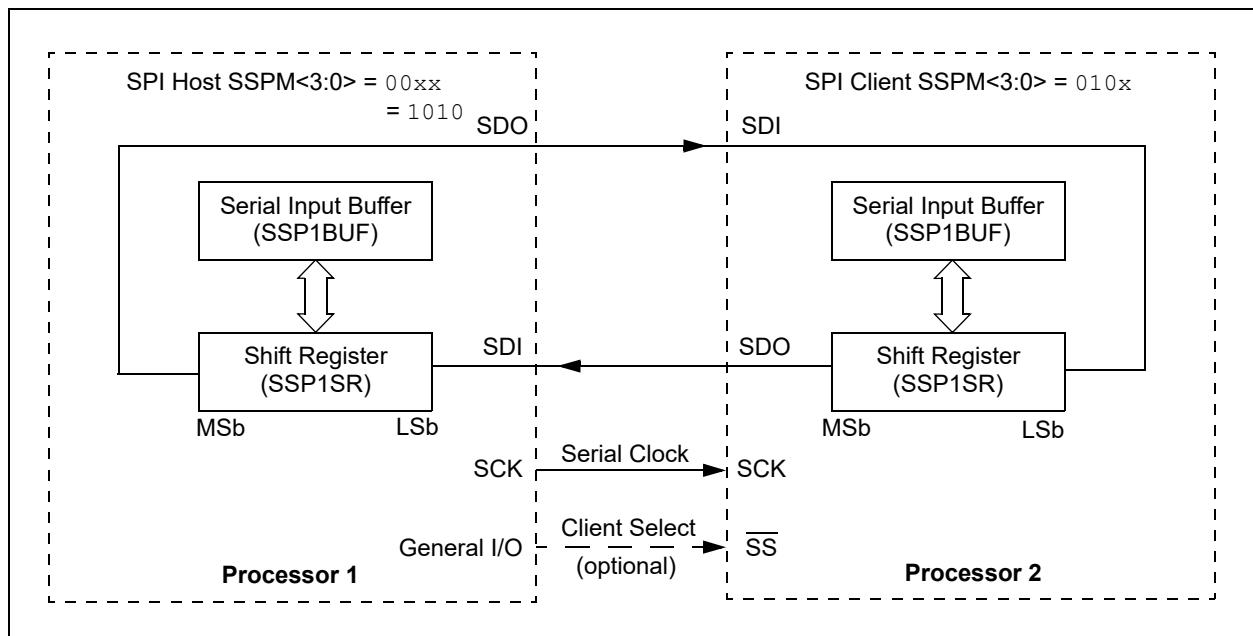 SPI Host SSPM<3:0> = 00xx
= 1010
SPI Client SSPM<3:0> = 010x
SDO
SDI
Serial Input Buffer
(SSP1BUF)
Serial Input Buffer
(SSP1BUF)
Shift Register
(SSP1SR)
SDI
SDO
Shift Register
(SSP1SR)
MSb
LSb
MSb
LSb
SCK
Serial Clock
SCK
General I/O
Client Select
(optional)
S̅S̅
Processor 1
Processor 2